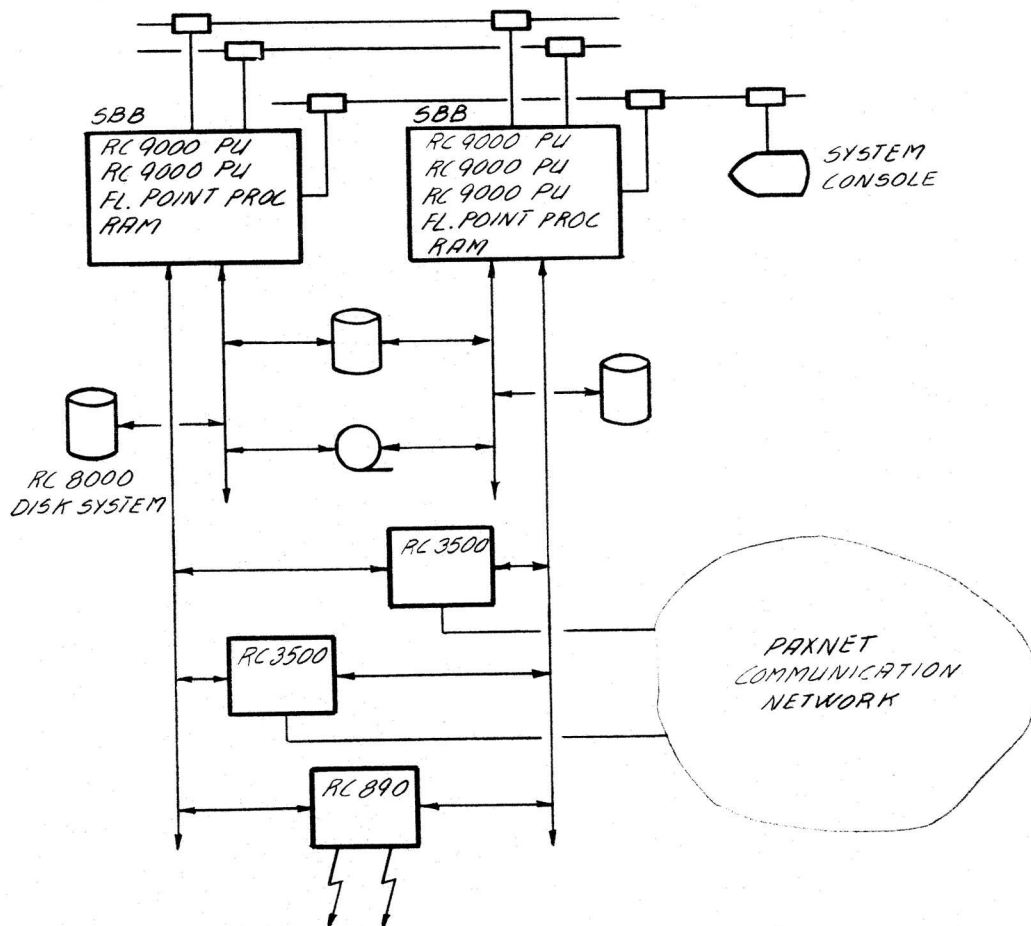 SBB
RC 9000 PU
RC 9000 PU
FL. POINT PROC
RAM
SBB
RC 9000 PU
RC 9000 PU
RC 9000 PU
FL. POINT PROC
RAM
SYSTEM
CONSOLE
RC 8000
DISK SYSTEM
RC 3500
RC 3500
PAXNET
COMMUNICATION
NETWORK
RC 890